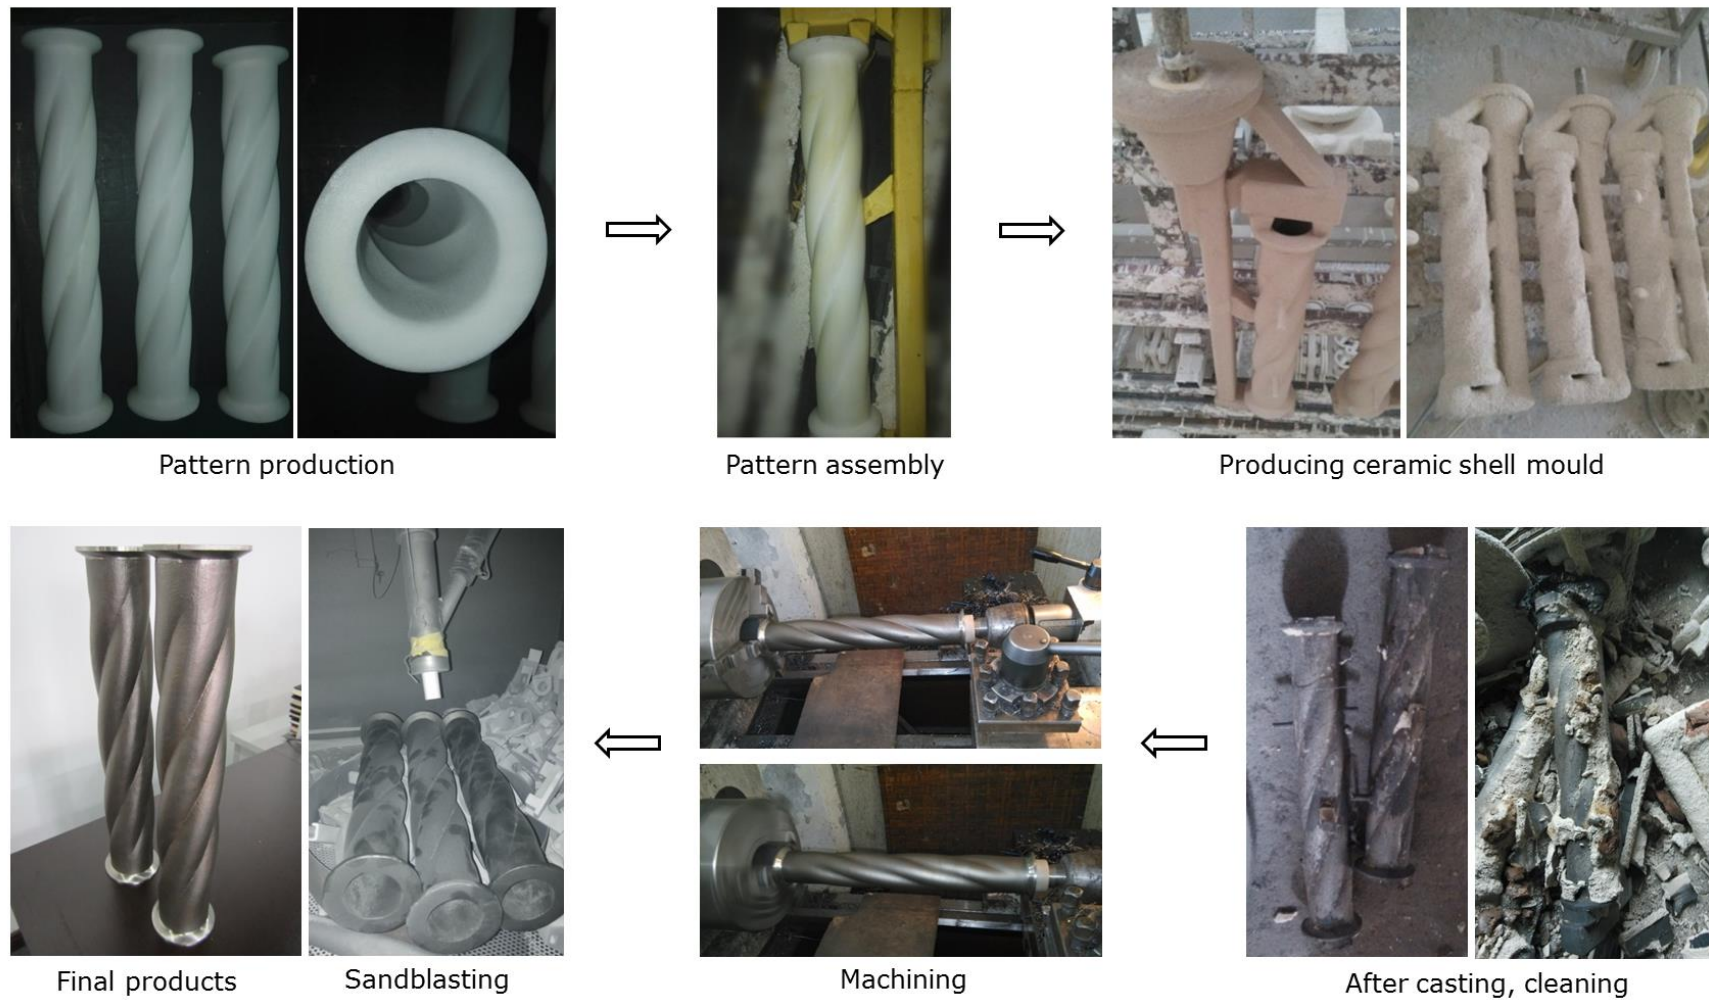 Pattern production
Pattern assembly
Producing ceramic shell mould
Final products
Sandblasting
Machining
After casting, cleaning